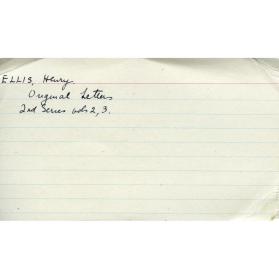 ELLIS, Henry
Original Letters
2nd Series vols 2, 3.